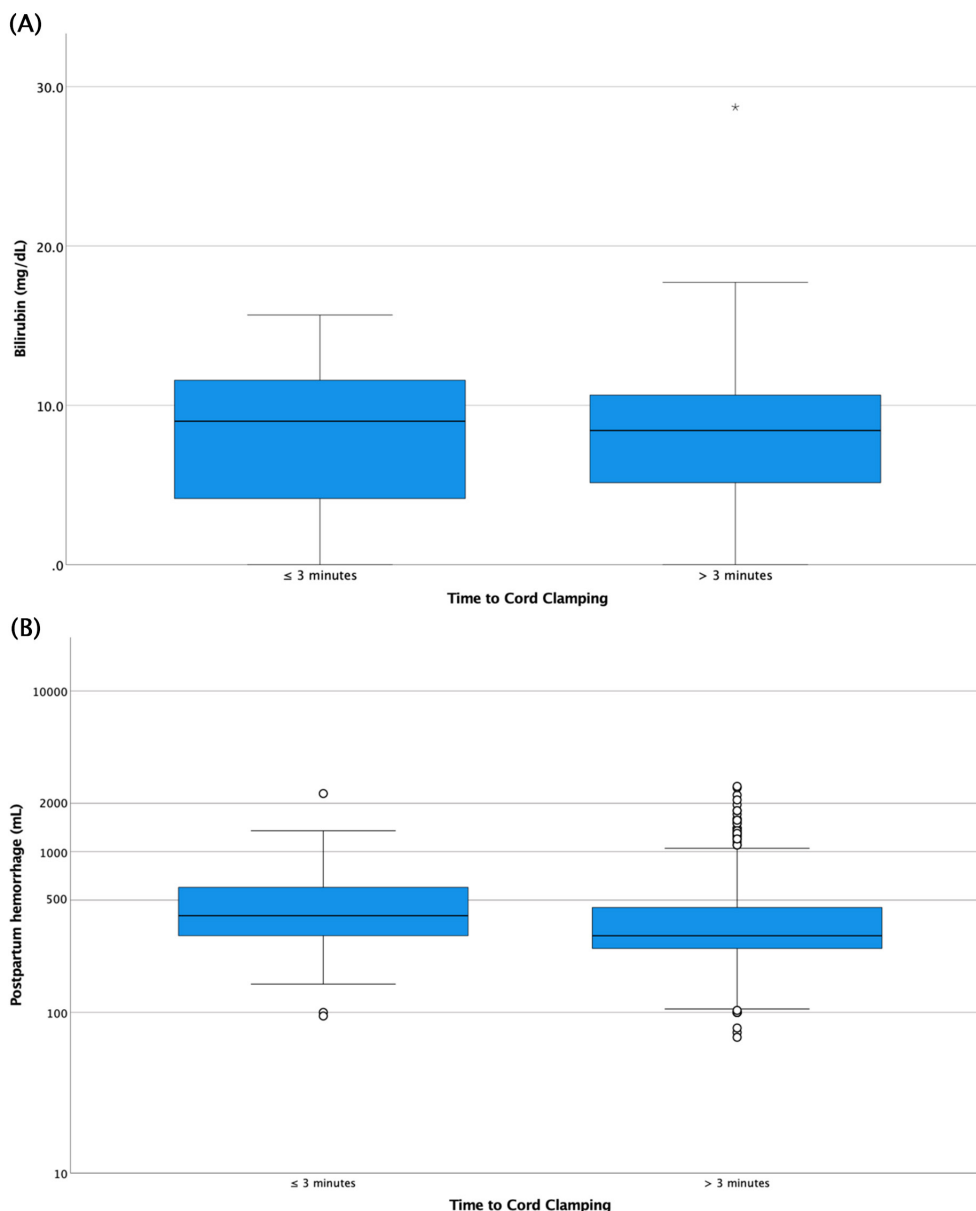 (A)
30.0
20.0
10.0
.0
Bilirubin (mg/dL)
≤ 3 minutes
> 3 minutes
Time to Cord Clamping
(B)
10000
2000
1000
500
100
10
Postpartum hemorrhage (mL)
≤ 3 minutes
> 3 minutes
Time to Cord Clamping